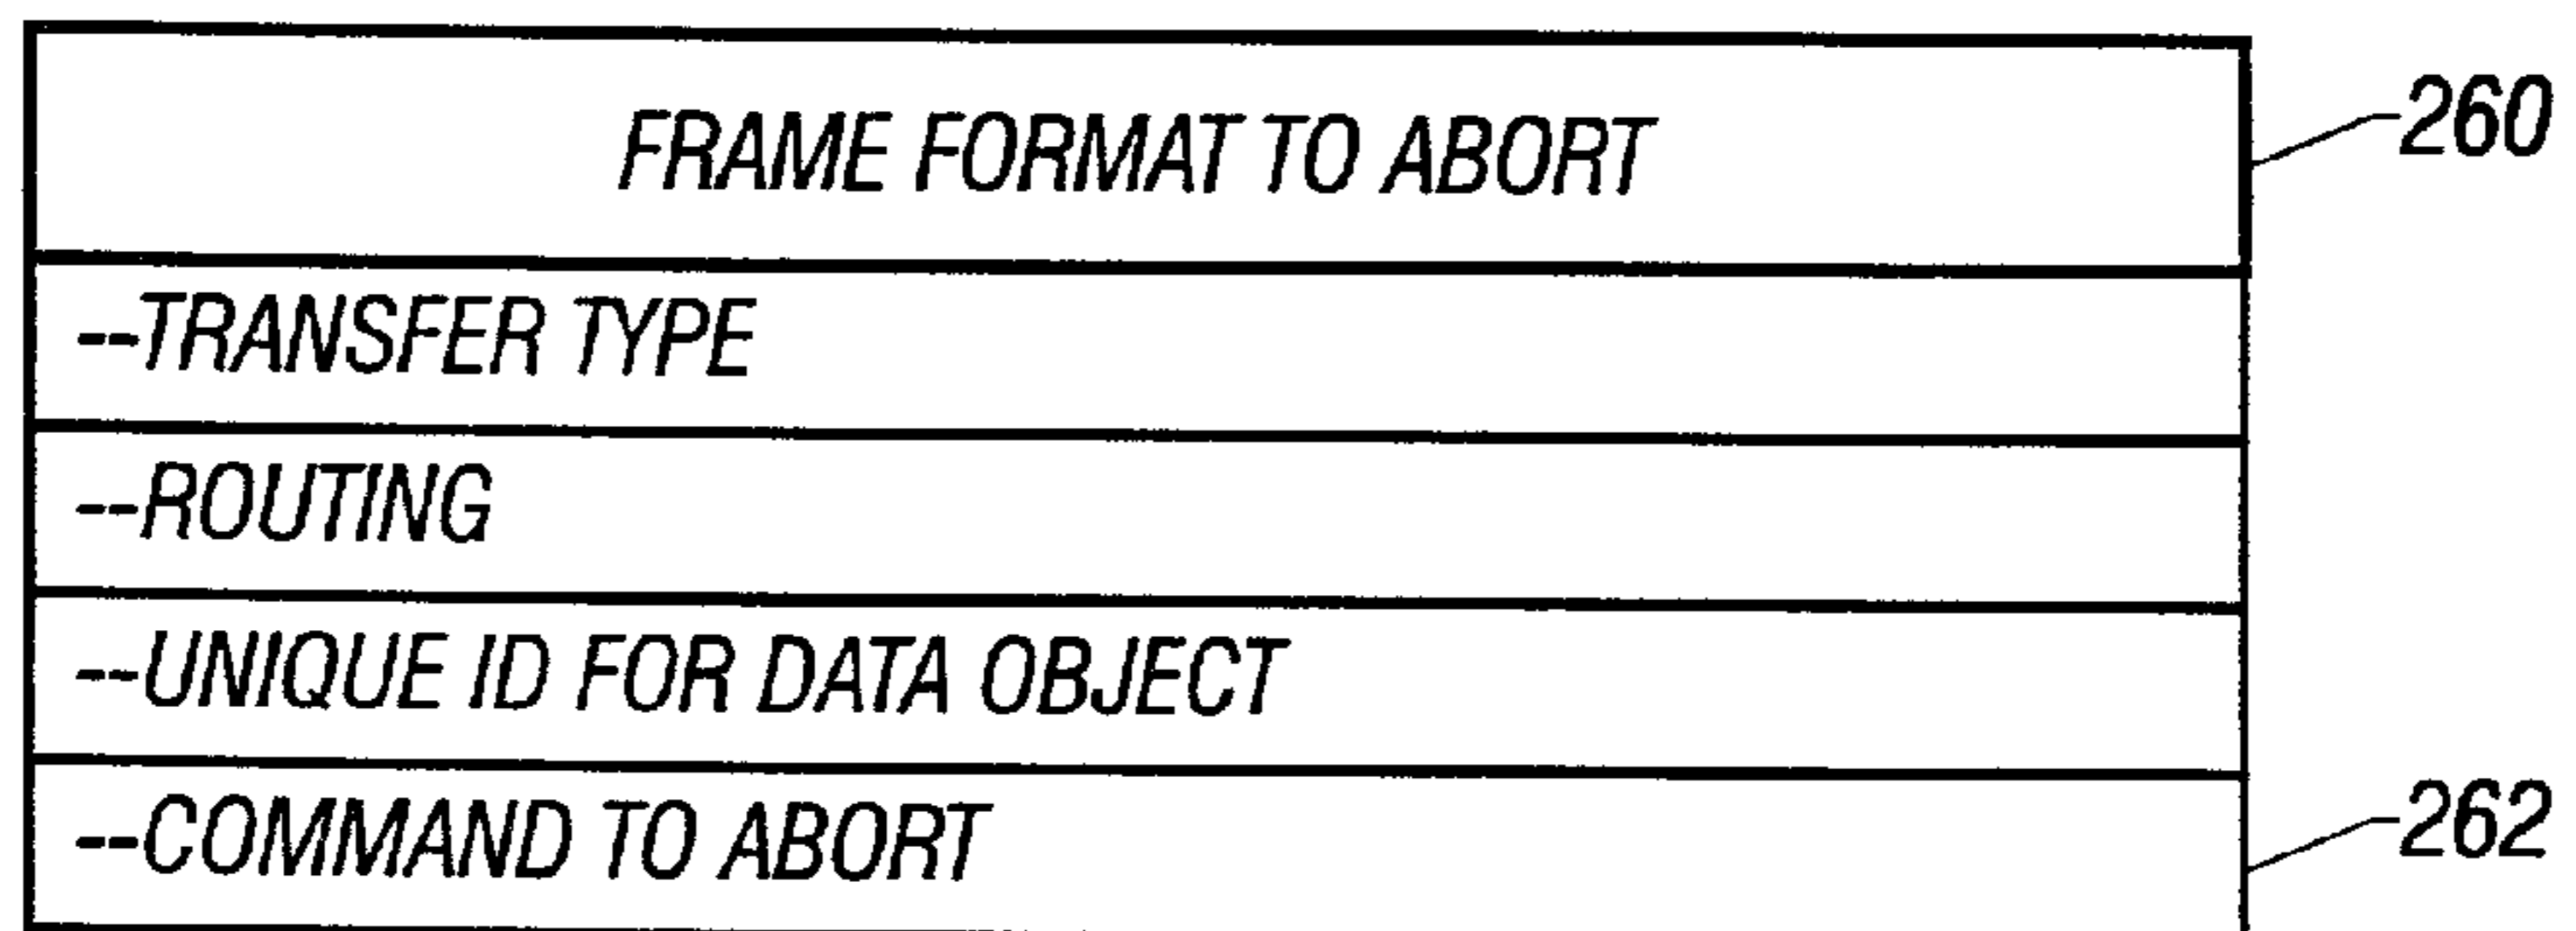 FRAME FORMAT TO ABORT
260
--TRANSFER TYPE
--ROUTING
--UNIQUE ID FOR DATA OBJECT
--COMMAND TO ABORT
262